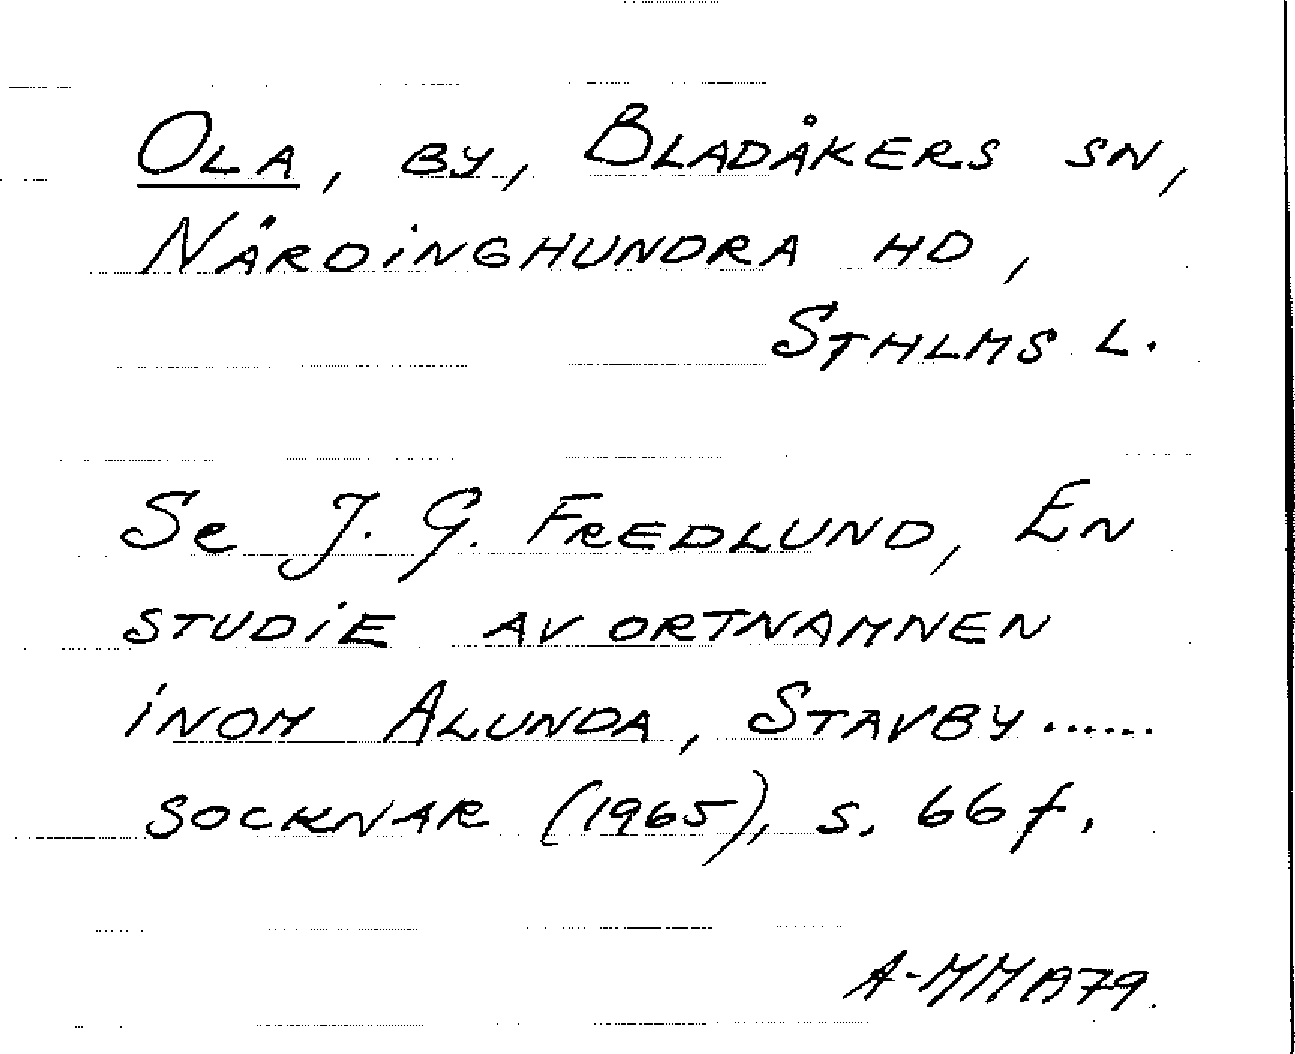 OLA, BY, BLADÅKERS SN,
NÄRDINGHUNDRA HD,
STHLMS L.
Se J. G. FREDLUND, EN
STUDIE AV ORTNAMNEN
INOM ALUNDA, STAVBY ......
SOCKNAR (1965), S. 66 f.
A-MMA79.